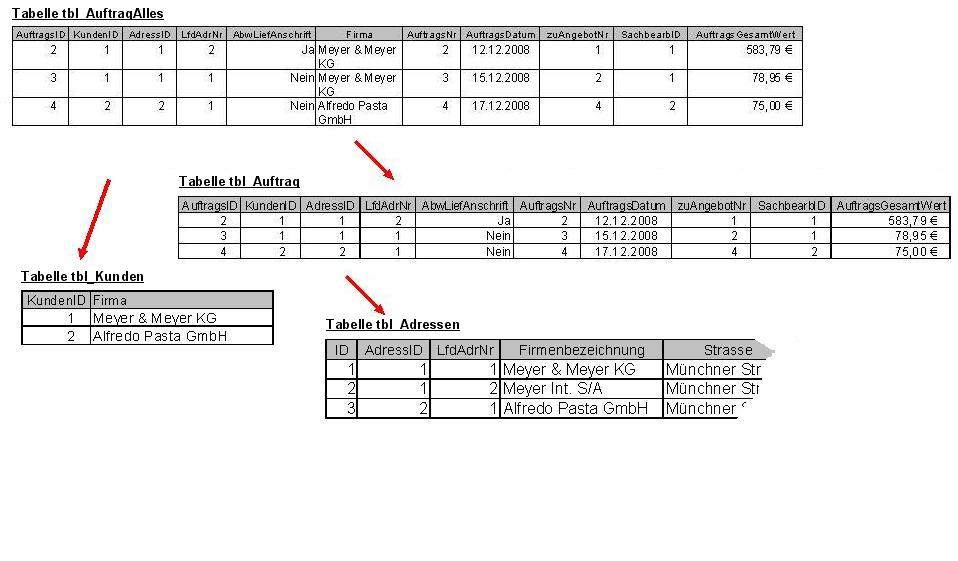 Tabelle tbl_AuftragAlles
AuftragsID KundenID AdressID LfdAdrNr AbwLiefAnschrift Firma AuftragsNr AuftragsDatum zuAngebotNr SachbearbID AuftragsGesamtWert
2 1 1 2 Ja Meyer & Meyer 2 12.12.2008 1 1 583,79 €
KG
3 1 1 1 Nein Meyer & Meyer 3 15.12.2008 2 1 78,95 €
KG
4 2 2 1 Nein Alfredo Pasta 4 17.12.2008 4 2 75,00 €
GmbH
Tabelle tbl_Auftrag
AuftragsID KundenID AdressID LfdAdrNr AbwLiefAnschrift AuftragsNr AuftragsDatum zuAngebotNr SachbearbID AuftragsGesamtWert
2 1 1 2 Ja 2 12.12.2008 1 1 583,79 €
3 1 1 1 Nein 3 15.12.2008 2 1 78,95 €
4 2 2 1 Nein 4 17.12.2008 4 2 75,00 €
Tabelle tbl_Kunden
KundenID Firma
1 Meyer & Meyer KG
2 Alfredo Pasta GmbH
Tabelle tbl_Adressen
ID AdressID LfdAdrNr Firmenbezeichnung Strasse
1 1 1 Meyer & Meyer KG Münchner Str
2 1 2 Meyer Int. S/A Münchner Str
3 2 1 Alfredo Pasta GmbH Münchner